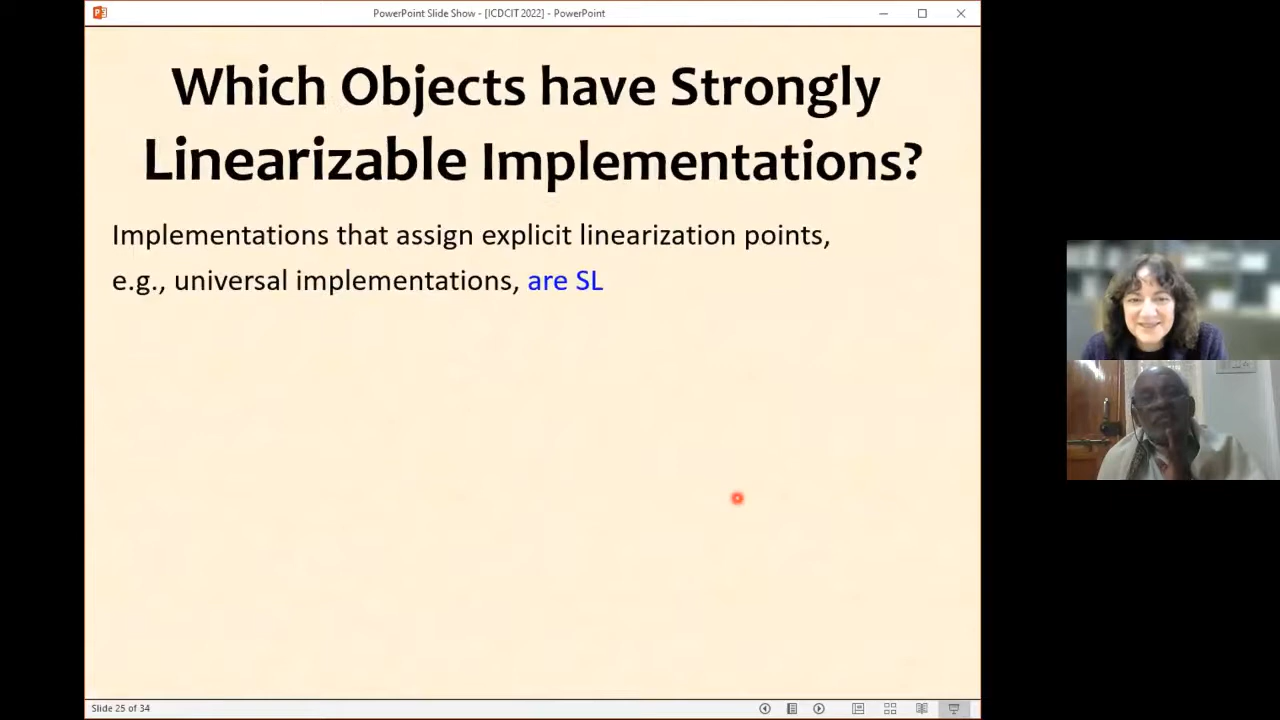 PowerPoint Slide Show - [ICDCIT 2022] - PowerPoint
Which Objects have Strongly
Linearizable Implementations?
Implementations that assign explicit linearization points,
e.g., universal implementations, are SL
Slide 25 of 34